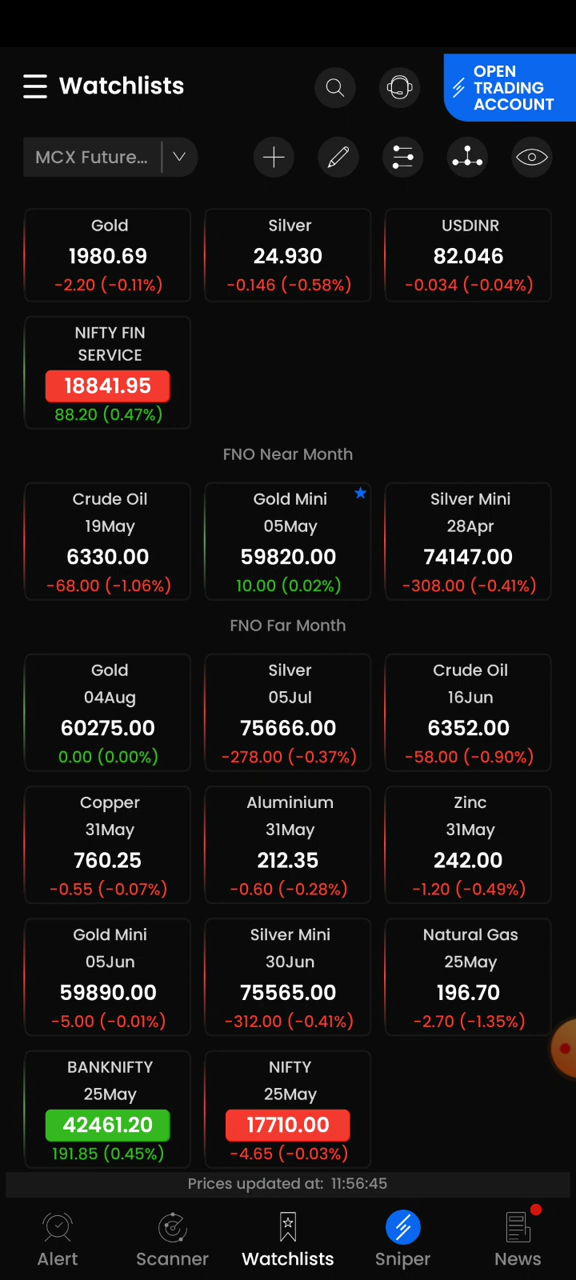 Watchlists
OPEN
TRADING
ACCOUNT
MCX Future...
Gold
1980.69
-2.20 (-0.11%)
Silver
24.930
-0.146 (-0.58%)
USDINR
82.046
-0.034 (-0.04%)
NIFTY FIN
SERVICE
18841.95
88.20 (0.47%)
FNO Near Month
Crude Oil
19May
6330.00
-68.00 (-1.06%)
Gold Mini
05May
59820.00
10.00 (0.02%)
Silver Mini
28Apr
74147.00
-308.00 (-0.41%)
FNO Far Month
Gold
04Aug
60275.00
0.00 (0.00%)
Silver
05Jul
75666.00
-278.00 (-0.37%)
Crude Oil
16Jun
6352.00
-58.00 (-0.90%)
Copper
31May
760.25
-0.55 (-0.07%)
Aluminium
31May
212.35
-0.60 (-0.28%)
Zinc
31May
242.00
-1.20 (-0.49%)
Gold Mini
05Jun
59890.00
-5.00 (-0.01%)
Silver Mini
30Jun
75565.00
-312.00 (-0.41%)
Natural Gas
25May
196.70
-2.70 (-1.35%)
BANKNIFTY
25May
42461.20
191.85 (0.45%)
NIFTY
25May
17710.00
-4.65 (-0.03%)
Prices updated at: 11:56:45
Alert
Scanner
Watchlists
Sniper
News